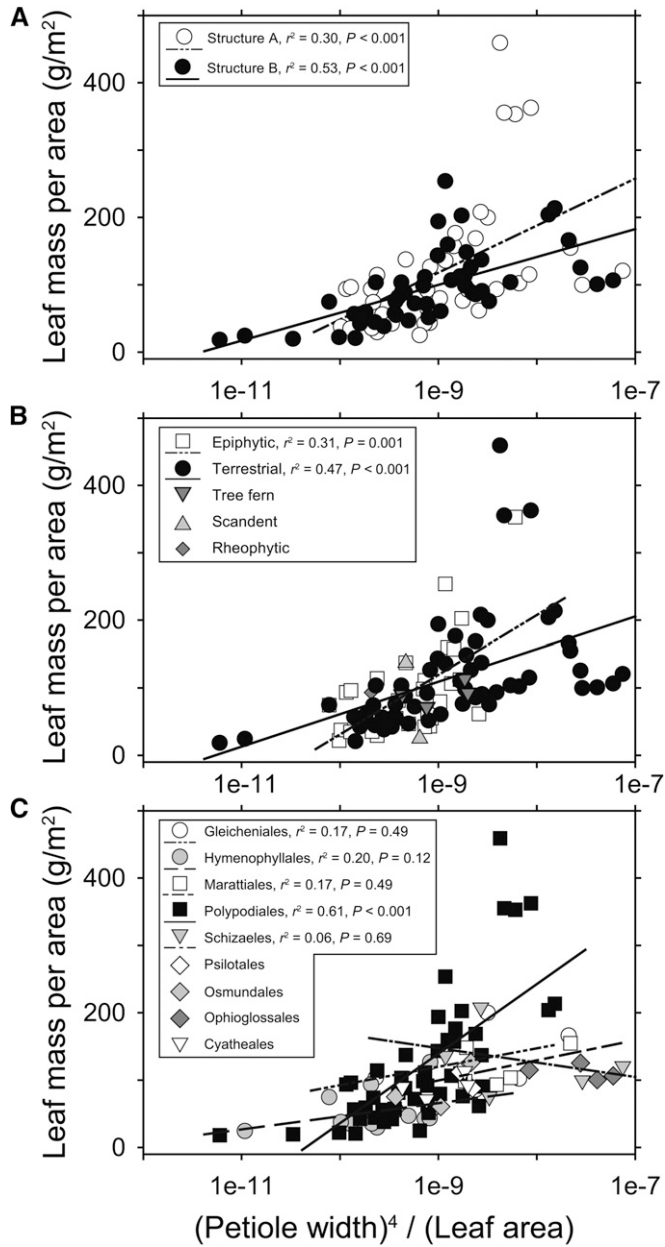 A
Leaf mass per area (g/m²)
Structure A, r² = 0.30, P < 0.001
Structure B, r² = 0.53, P < 0.001
400
200
0
1e-11
1e-9
1e-7
B
Leaf mass per area (g/m²)
Epiphytic, r² = 0.31, P = 0.001
Terrestrial, r² = 0.47, P < 0.001
Tree fern
Scandent
Rheophytic
400
200
0
1e-11
1e-9
1e-7
C
Leaf mass per area (g/m²)
Gleicheniales, r² = 0.17, P = 0.49
Hymenophyllales, r² = 0.20, P = 0.12
Marattiales, r² = 0.17, P = 0.49
Polypodiales, r² = 0.61, P < 0.001
Schizaeles, r² = 0.06, P = 0.69
Psilotales
Osmundales
Ophioglossales
Cyatheales
400
200
0
1e-11
1e-9
1e-7
(Petiole width)⁴ / (Leaf area)